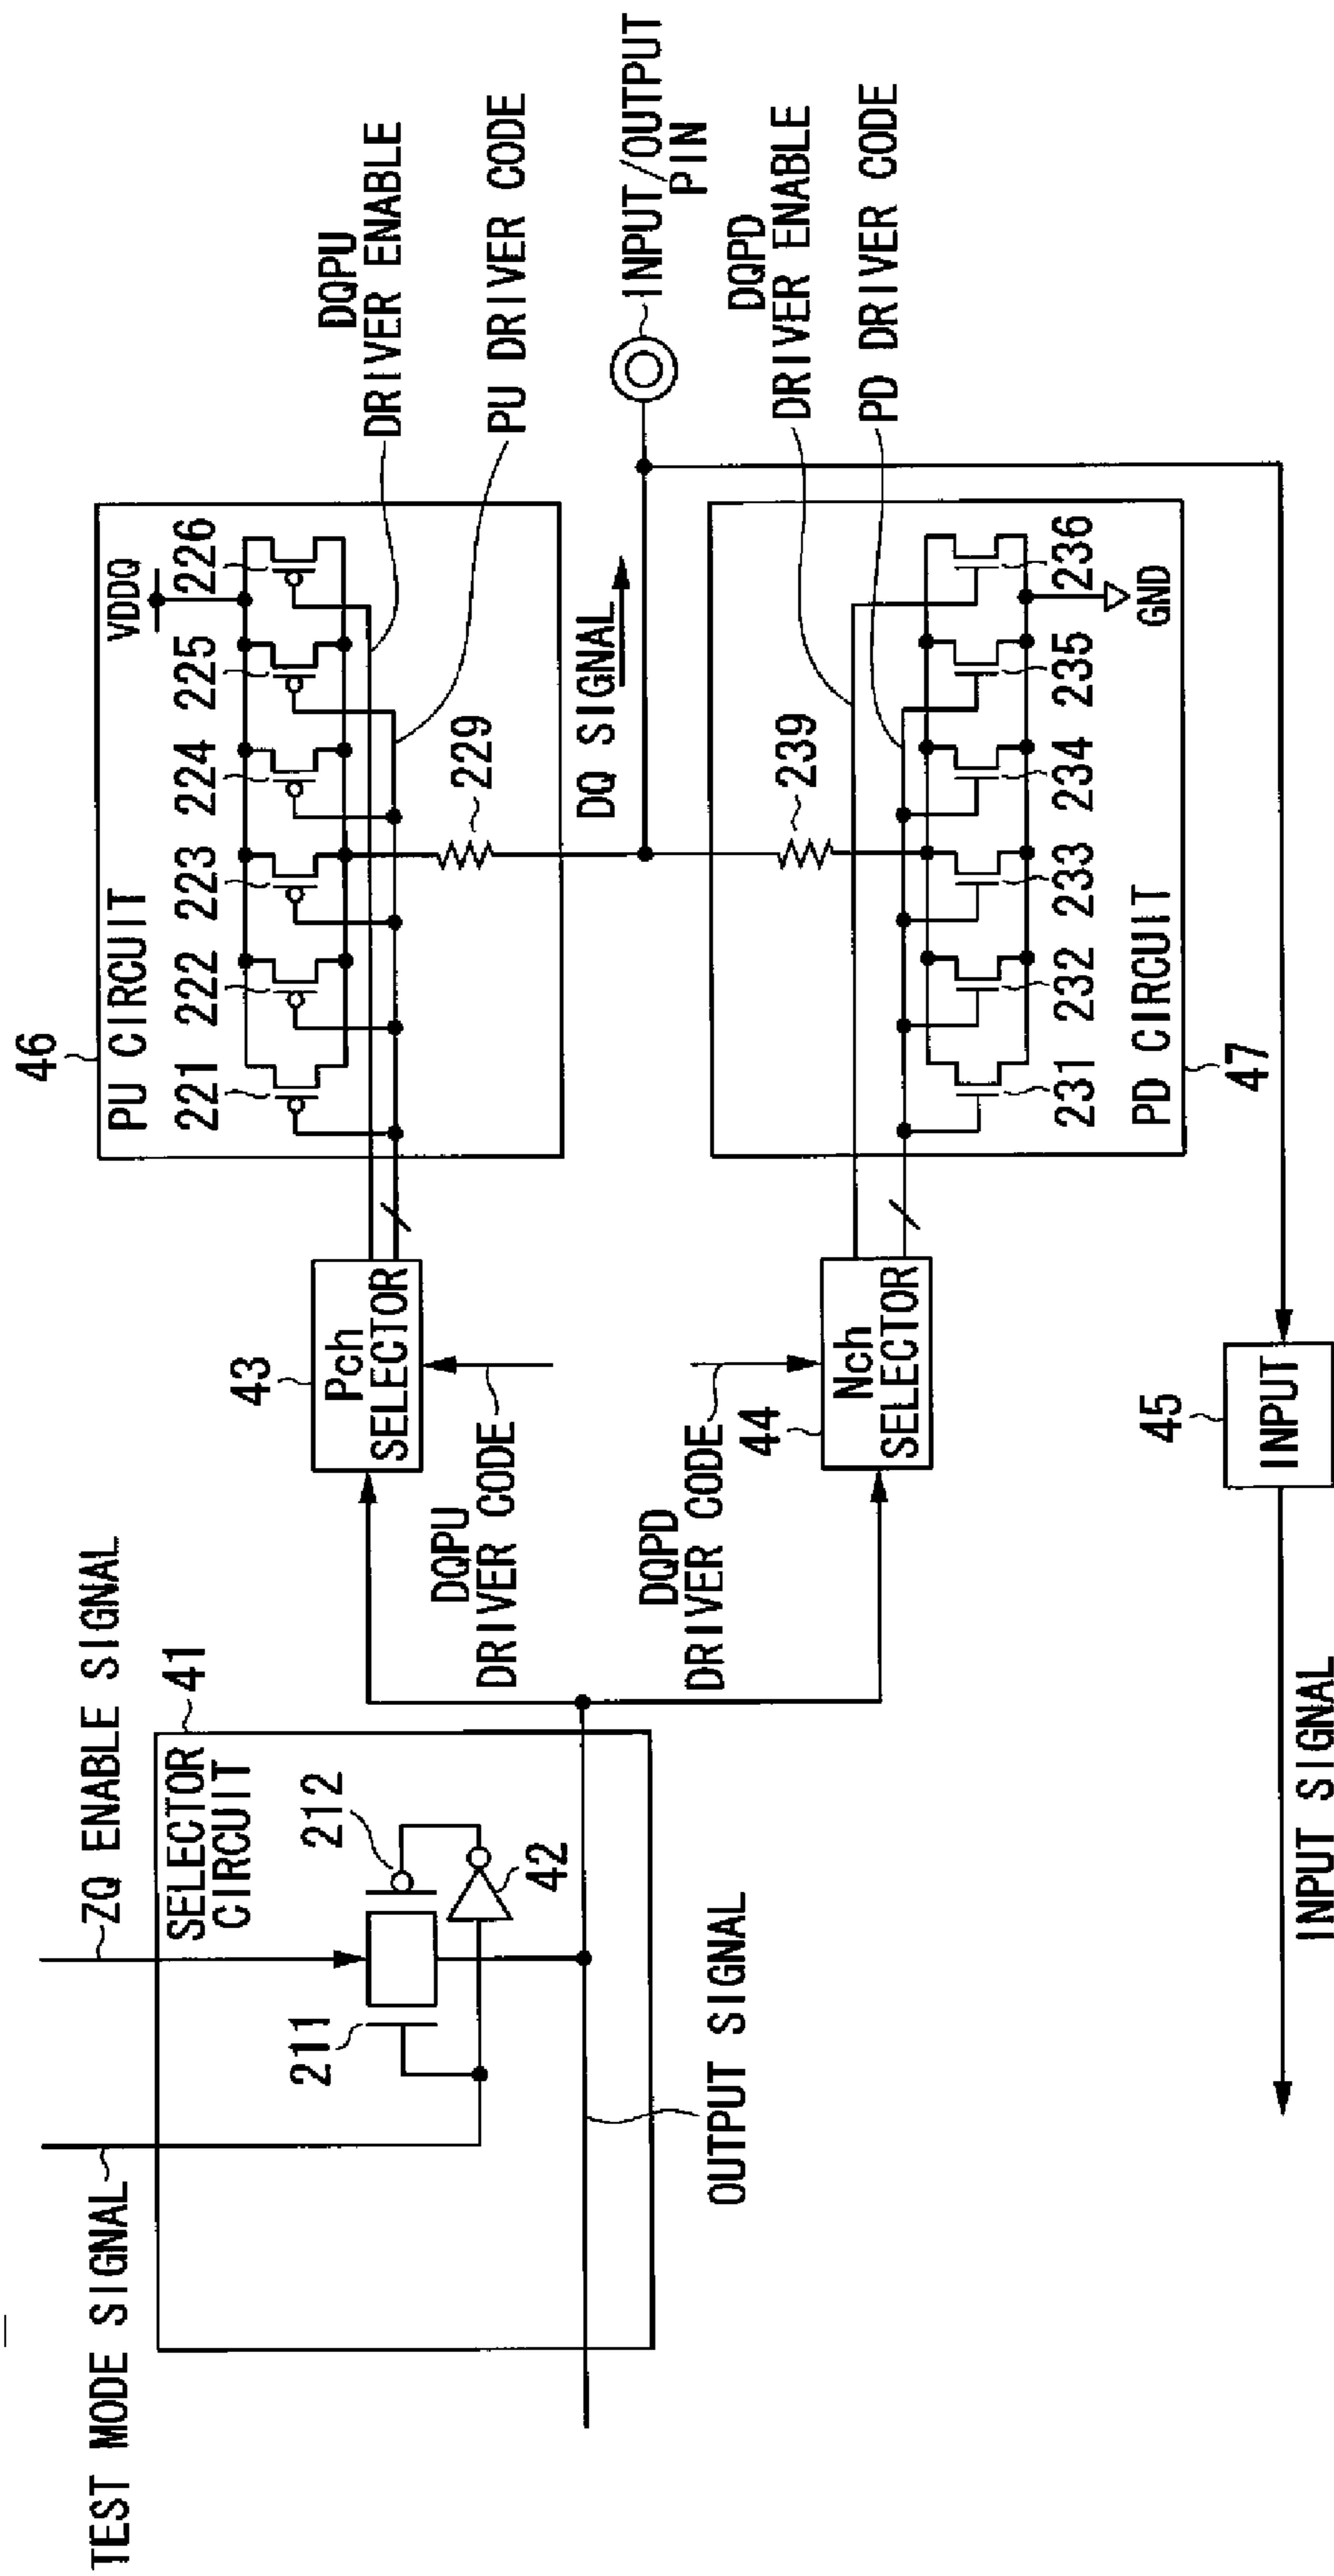 TEST MODE SIGNAL
ZQ ENABLE SIGNAL
41
SELECTOR
CIRCUIT
211
212
42
OUTPUT SIGNAL
43
Pch
SELECTOR
DQPU
DRIVER CODE
DQPD
DRIVER CODE
44
Nch
SELECTOR
45
INPUT
INPUT SIGNAL
46
PU CIRCUIT
VDDQ
221
222
223
224
225
226
229
DQPU
DRIVER ENABLE
PU DRIVER CODE
DQ SIGNAL
INPUT/OUTPUT
PIN
DQPD
DRIVER ENABLE
PD DRIVER CODE
239
231
232
233
234
235
236
GND
PD CIRCUIT
47